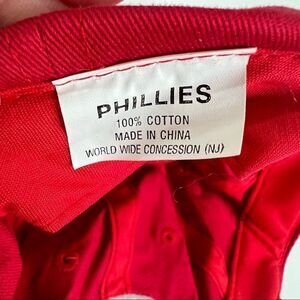 PHILLIES
100% COTTON
MADE IN CHINA
WORLD WIDE CONCESSION (NJ)